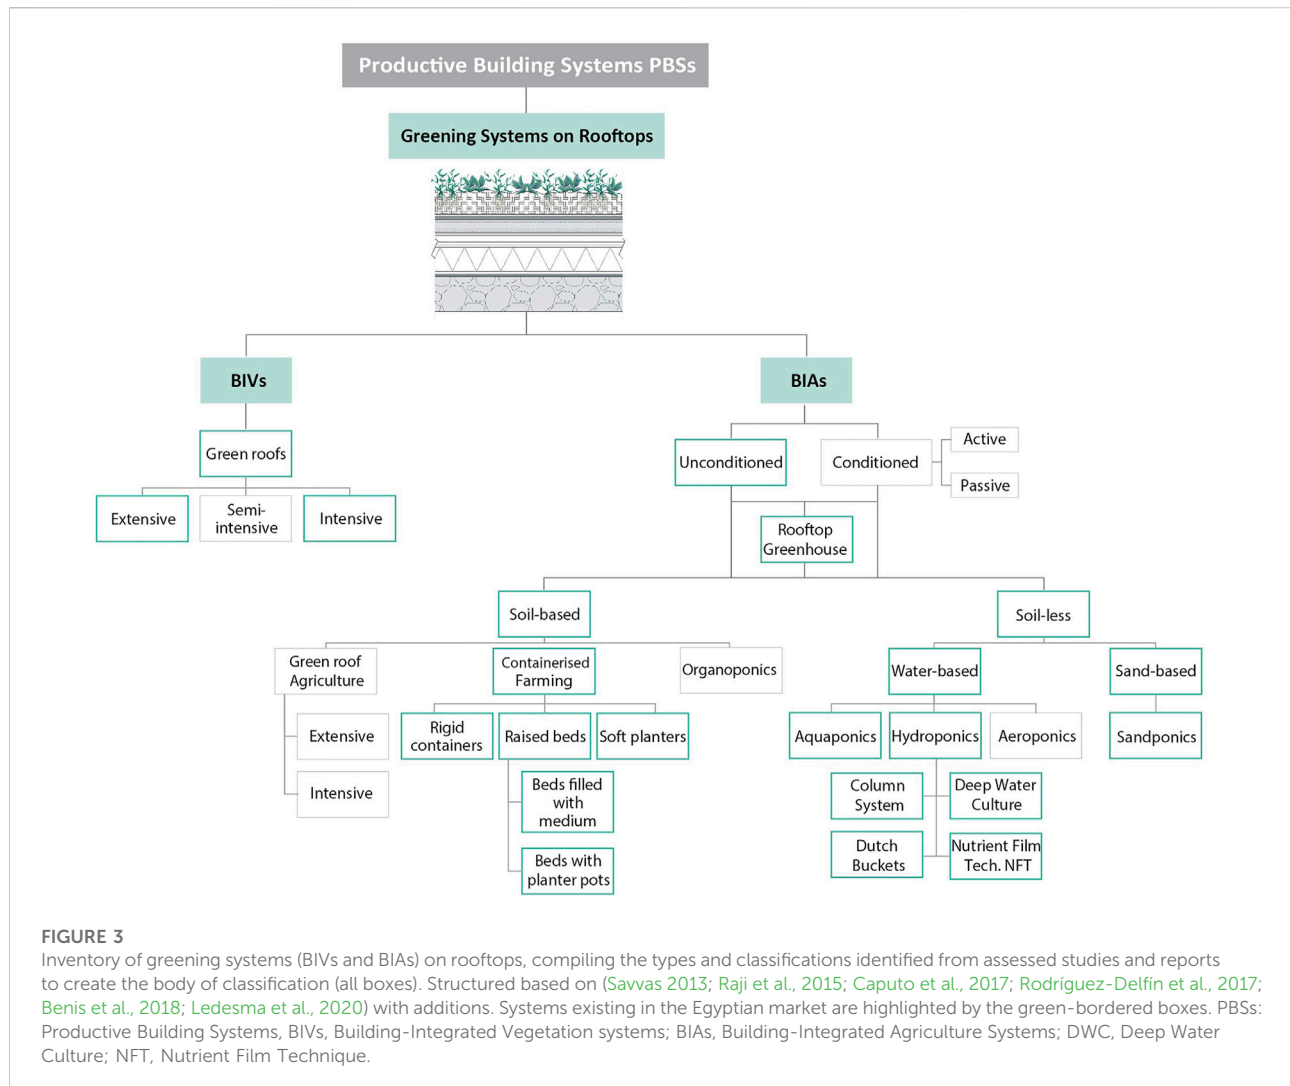 Productive Building Systems PBSs
Greening Systems on Rooftops
BIVs
BIAs
Green roofs
Extensive
Semi-
intensive
Intensive
Unconditioned
Conditioned
Active
Passive
Rooftop
Greenhouse
Soil-based
Soil-less
Green roof
Agriculture
Containerised
Farming
Organoponics
Water-based
Sand-based
Extensive
Intensive
Rigid
containers
Raised beds
Soft planters
Aquaponics
Hydroponics
Aeroponics
Sandponics
Beds filled
with
medium
Beds with
planter pots
Column
System
Deep Water
Culture
Dutch
Buckets
Nutrient Film
Tech. NFT
FIGURE 3
Inventory of greening systems (BIVs and BIAs) on rooftops, compiling the types and classifications identified from assessed studies and reports
to create the body of classification (all boxes). Structured based on (Savvas 2013; Raji et al., 2015; Caputo et al., 2017; Rodríguez-Delfín et al., 2017;
Benis et al., 2018; Ledesma et al., 2020) with additions. Systems existing in the Egyptian market are highlighted by the green-bordered boxes. PBSs:
Productive Building Systems, BIVs, Building-Integrated Vegetation systems; BIAs, Building-Integrated Agriculture Systems; DWC, Deep Water
Culture; NFT, Nutrient Film Technique.